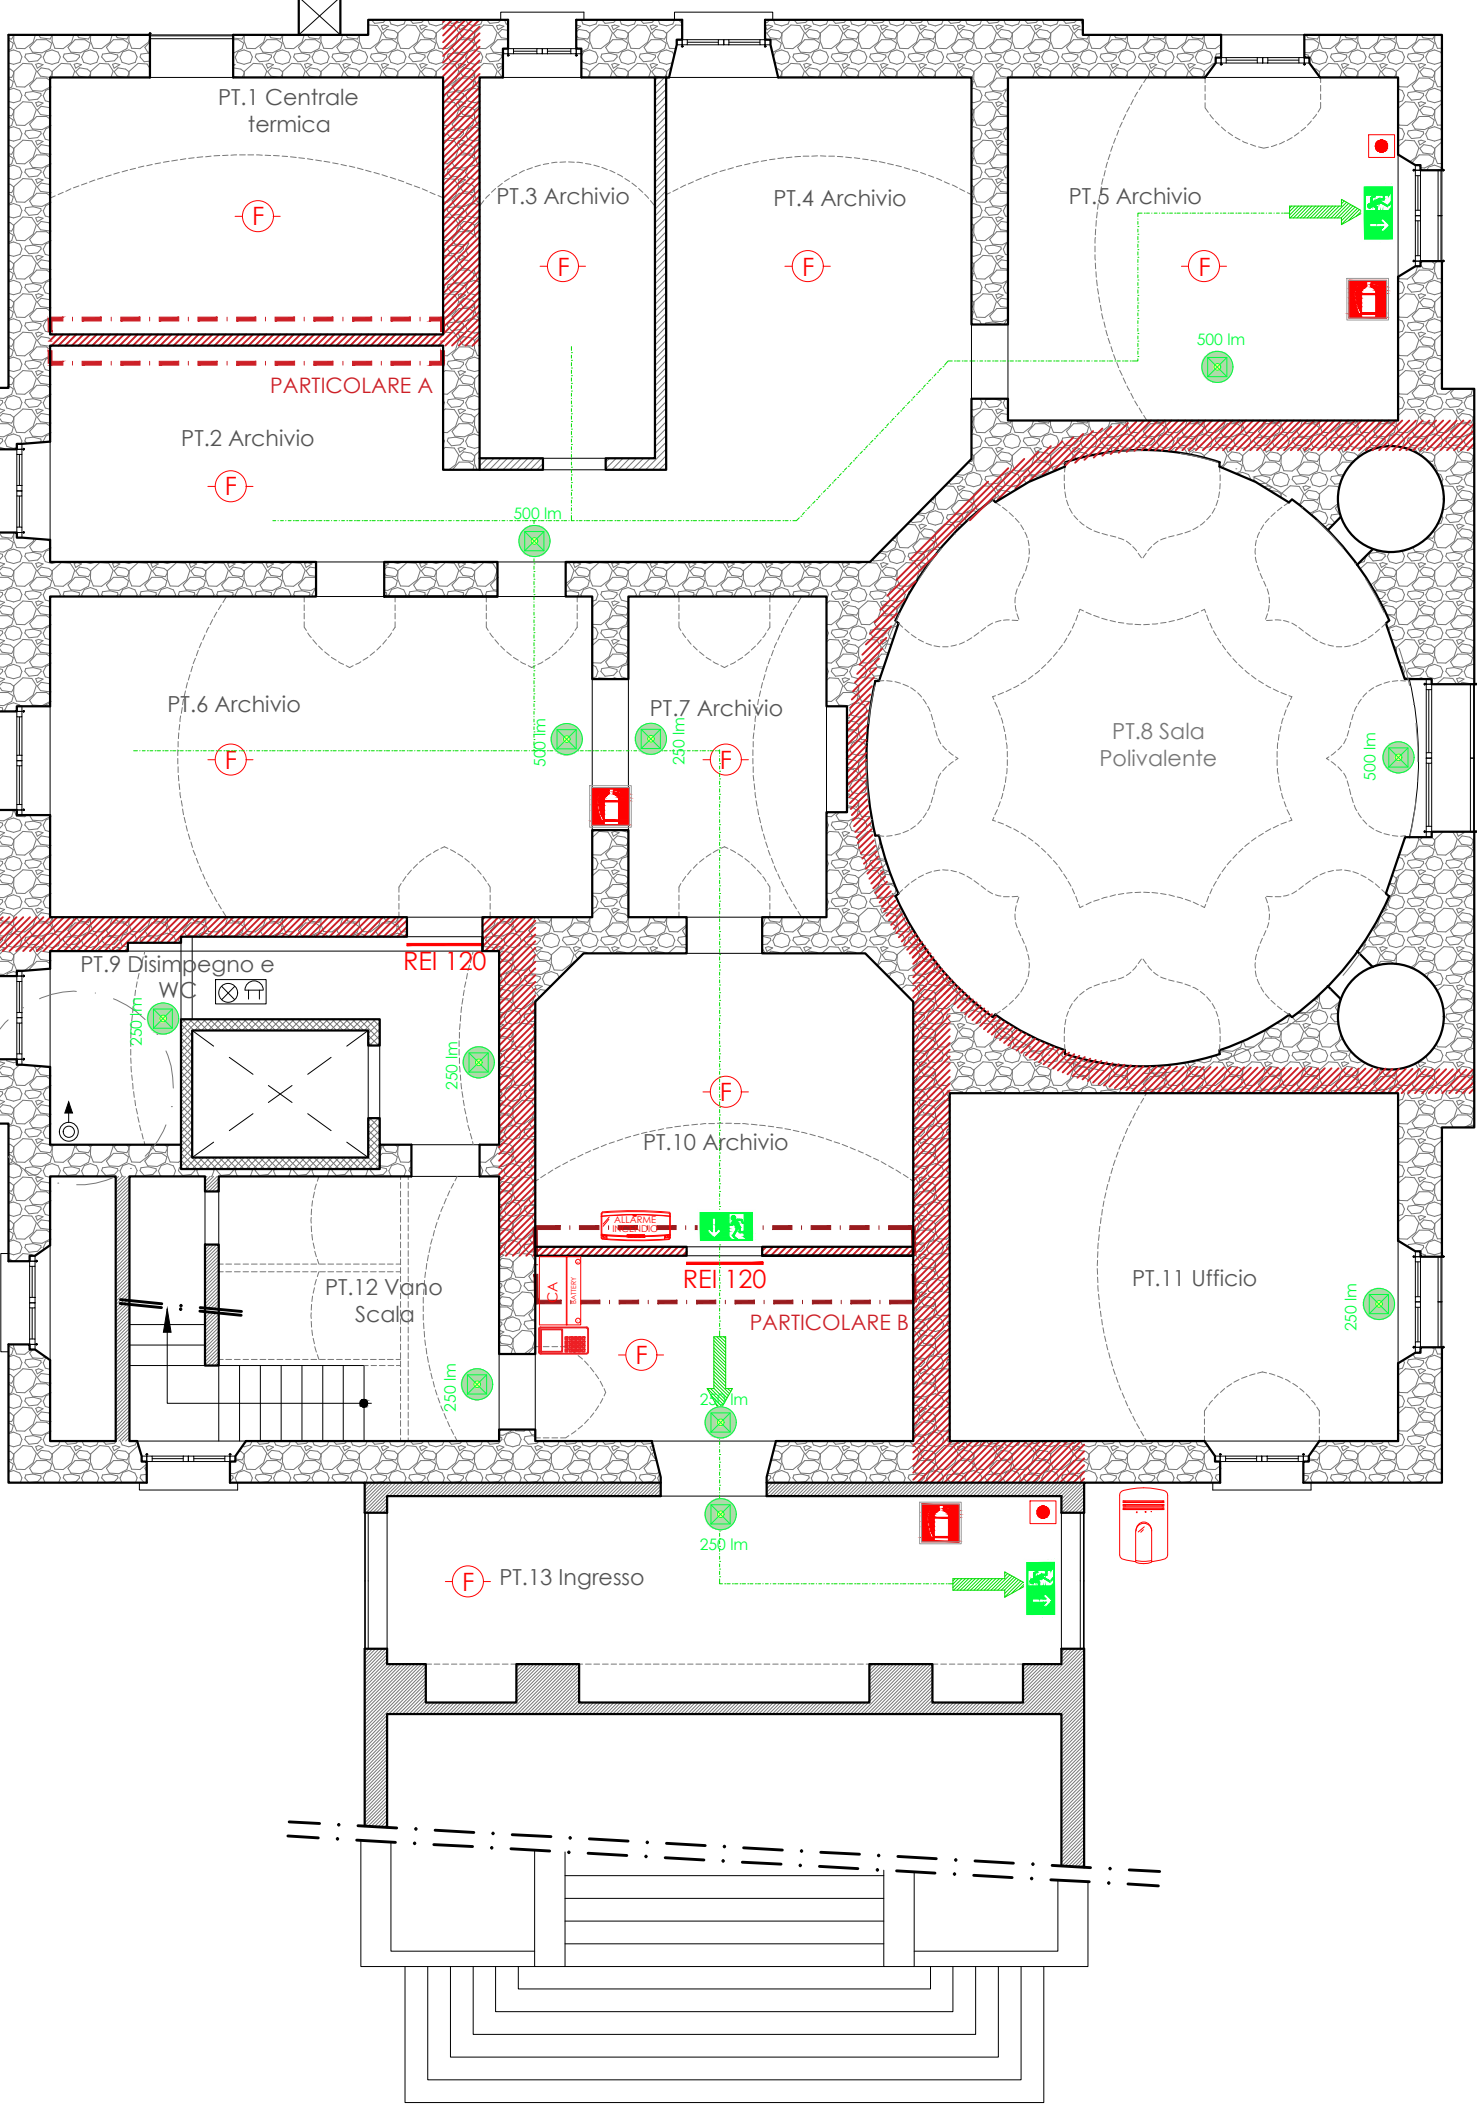 PT.1 Centrale
termica
F
PT.3 Archivio
F
PT.4 Archivio
F
PT.5 Archivio
F
500 lm
PARTICOLARE A
PT.2 Archivio
F
500 lm
PT.6 Archivio
F
500 lm
PT.7 Archivio
250 lm
F
PT.8 Sala
Polivalente
500 lm
PT.9 Disimpegno e
WC
250 lm
REI 120
250 lm
F
PT.10 Archivio
ALLARME
INCENDIO
REI 120
CA
BATTERY
PARTICOLARE B
F
250 lm
PT.11 Ufficio
250 lm
PT.12 Vano
Scala
250 lm
250 lm
F
PT.13 Ingresso